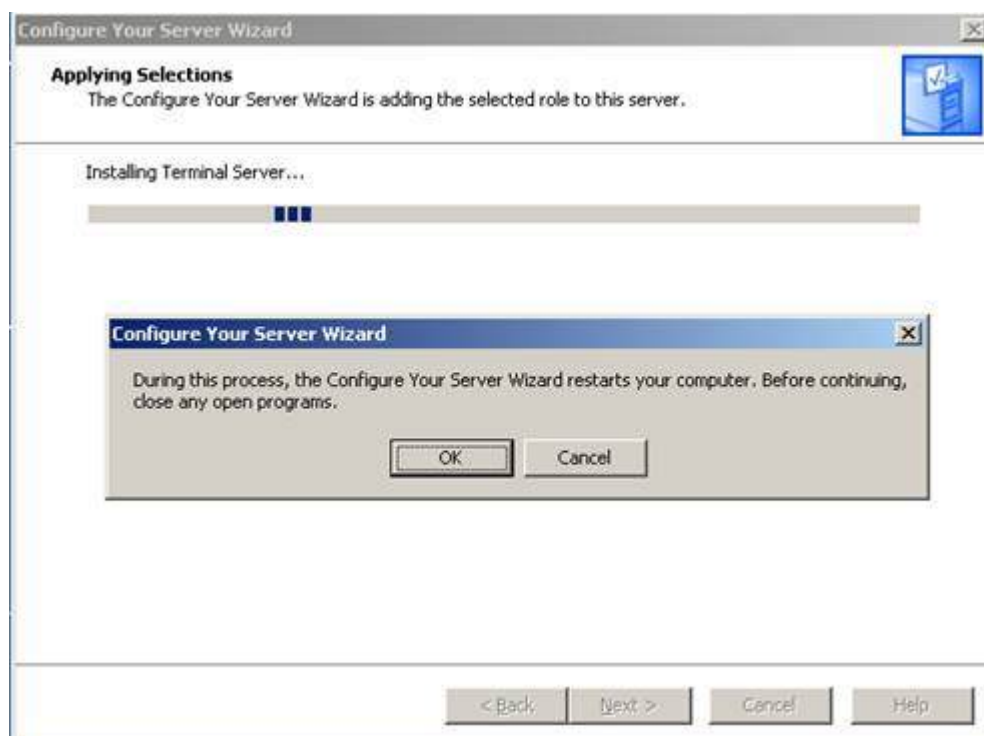 Configure Your Server Wizard
Applying Selections
The Configure Your Server Wizard is adding the selected role to this server.
Installing Terminal Server...
Configure Your Server Wizard
During this process, the Configure Your Server Wizard restarts your computer. Before continuing,
close any open programs.
OK Cancel
< Back Next > Cancel Help